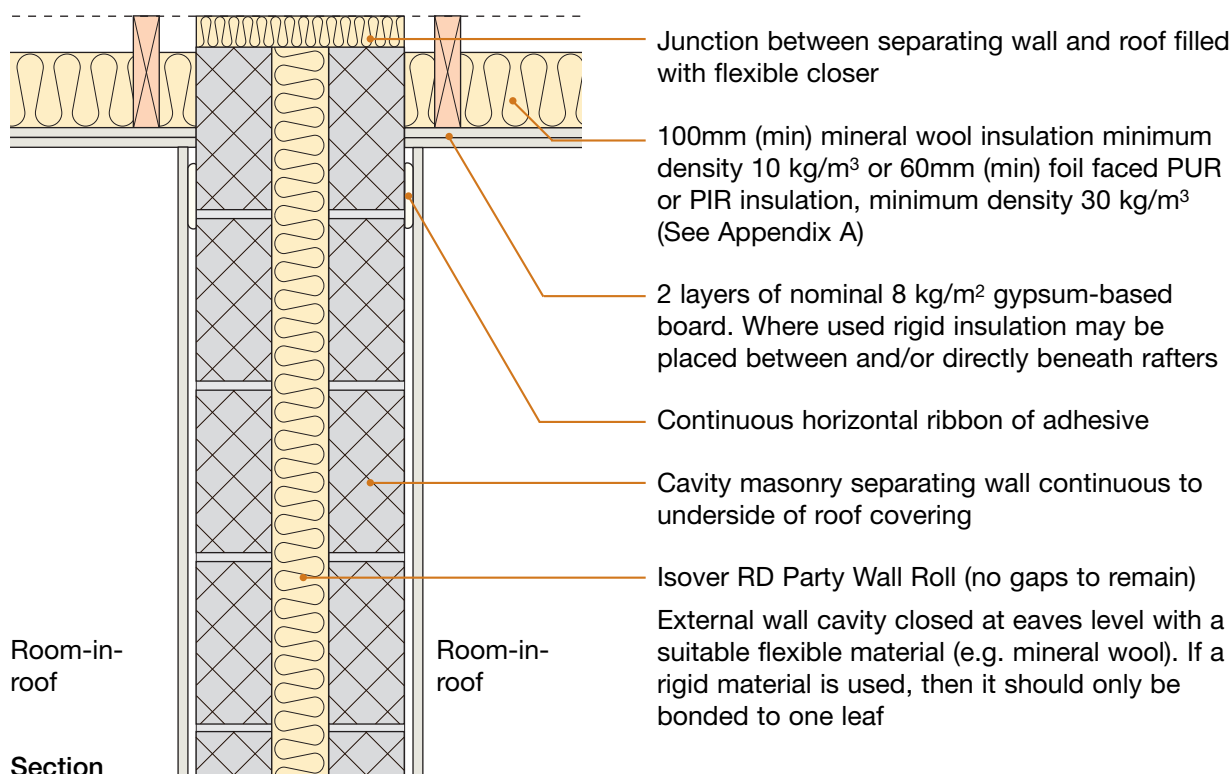 Junction between separating wall and roof filled
with flexible closer
100mm (min) mineral wool insulation minimum
density 10 kg/m³ or 60mm (min) foil faced PUR
or PIR insulation, minimum density 30 kg/m³
(See Appendix A)
2 layers of nominal 8 kg/m² gypsum-based
board. Where used rigid insulation may be
placed between and/or directly beneath rafters
Continuous horizontal ribbon of adhesive
Cavity masonry separating wall continuous to
underside of roof covering
Isover RD Party Wall Roll (no gaps to remain)
External wall cavity closed at eaves level with a
suitable flexible material (e.g. mineral wool). If a
rigid material is used, then it should only be
bonded to one leaf
Room-in-
roof
Room-in-
roof
Section